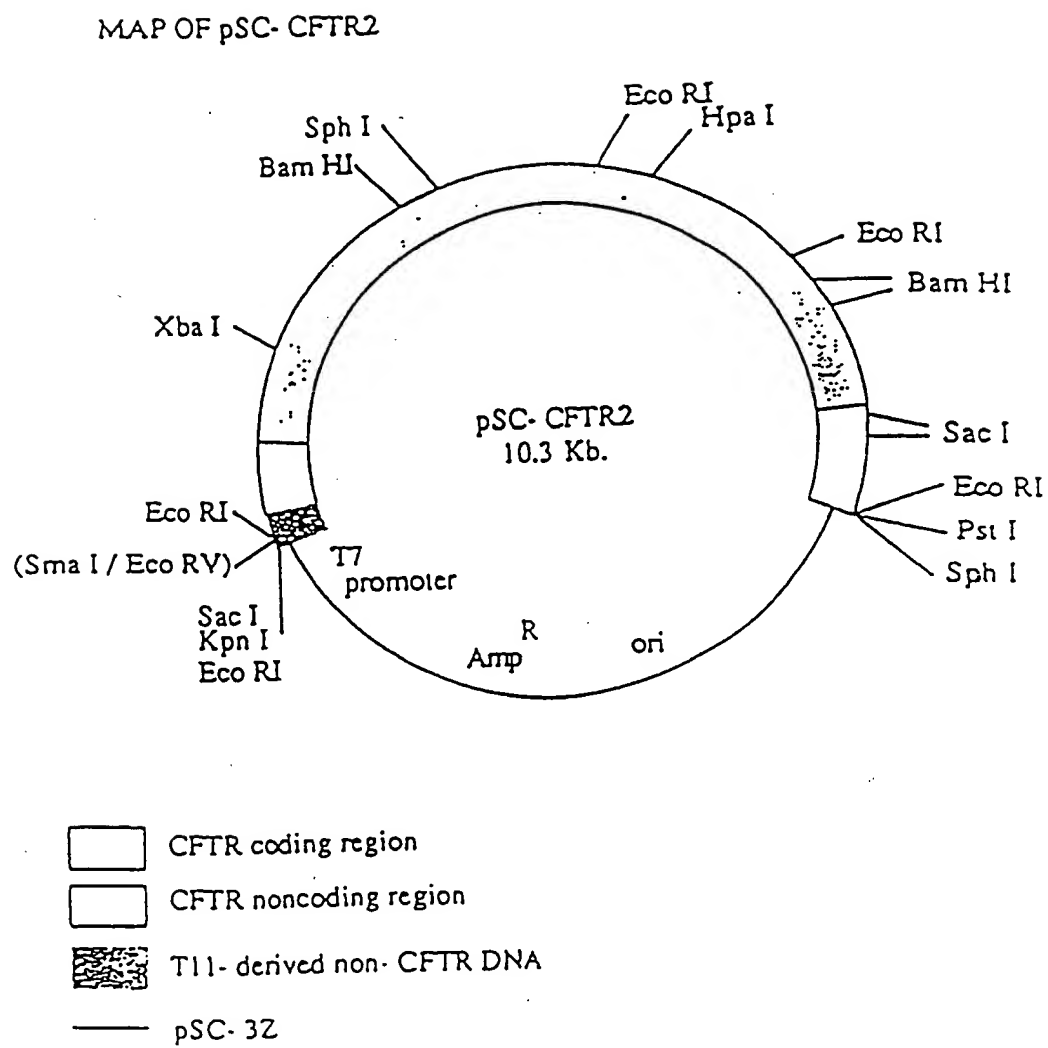 MAP OF pSC- CFTR2
Eco RI
Hpa I
Sph I
Bam HI
Eco RI
Bam HI
Xba I
pSC- CFTR2
10.3 Kb.
Sac I
Eco RI
Eco RI
Pst I
(Sma I / Eco RV)
T7
promoter
Sph I
Sac I
Kpn I
Eco RI
Amp R
ori
CFTR coding region
CFTR noncoding region
T11- derived non- CFTR DNA
pSC- 3Z